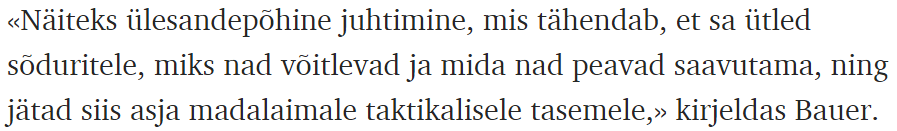 «Näiteks ülesandepõhine juhtimine, mis tähendab, et sa ütled
sõduritele, miks nad võitlevad ja mida nad peavad saavutama, ning
jätad siis asja madalaimale taktikalisele tasemele,» kirjeldas Bauer.